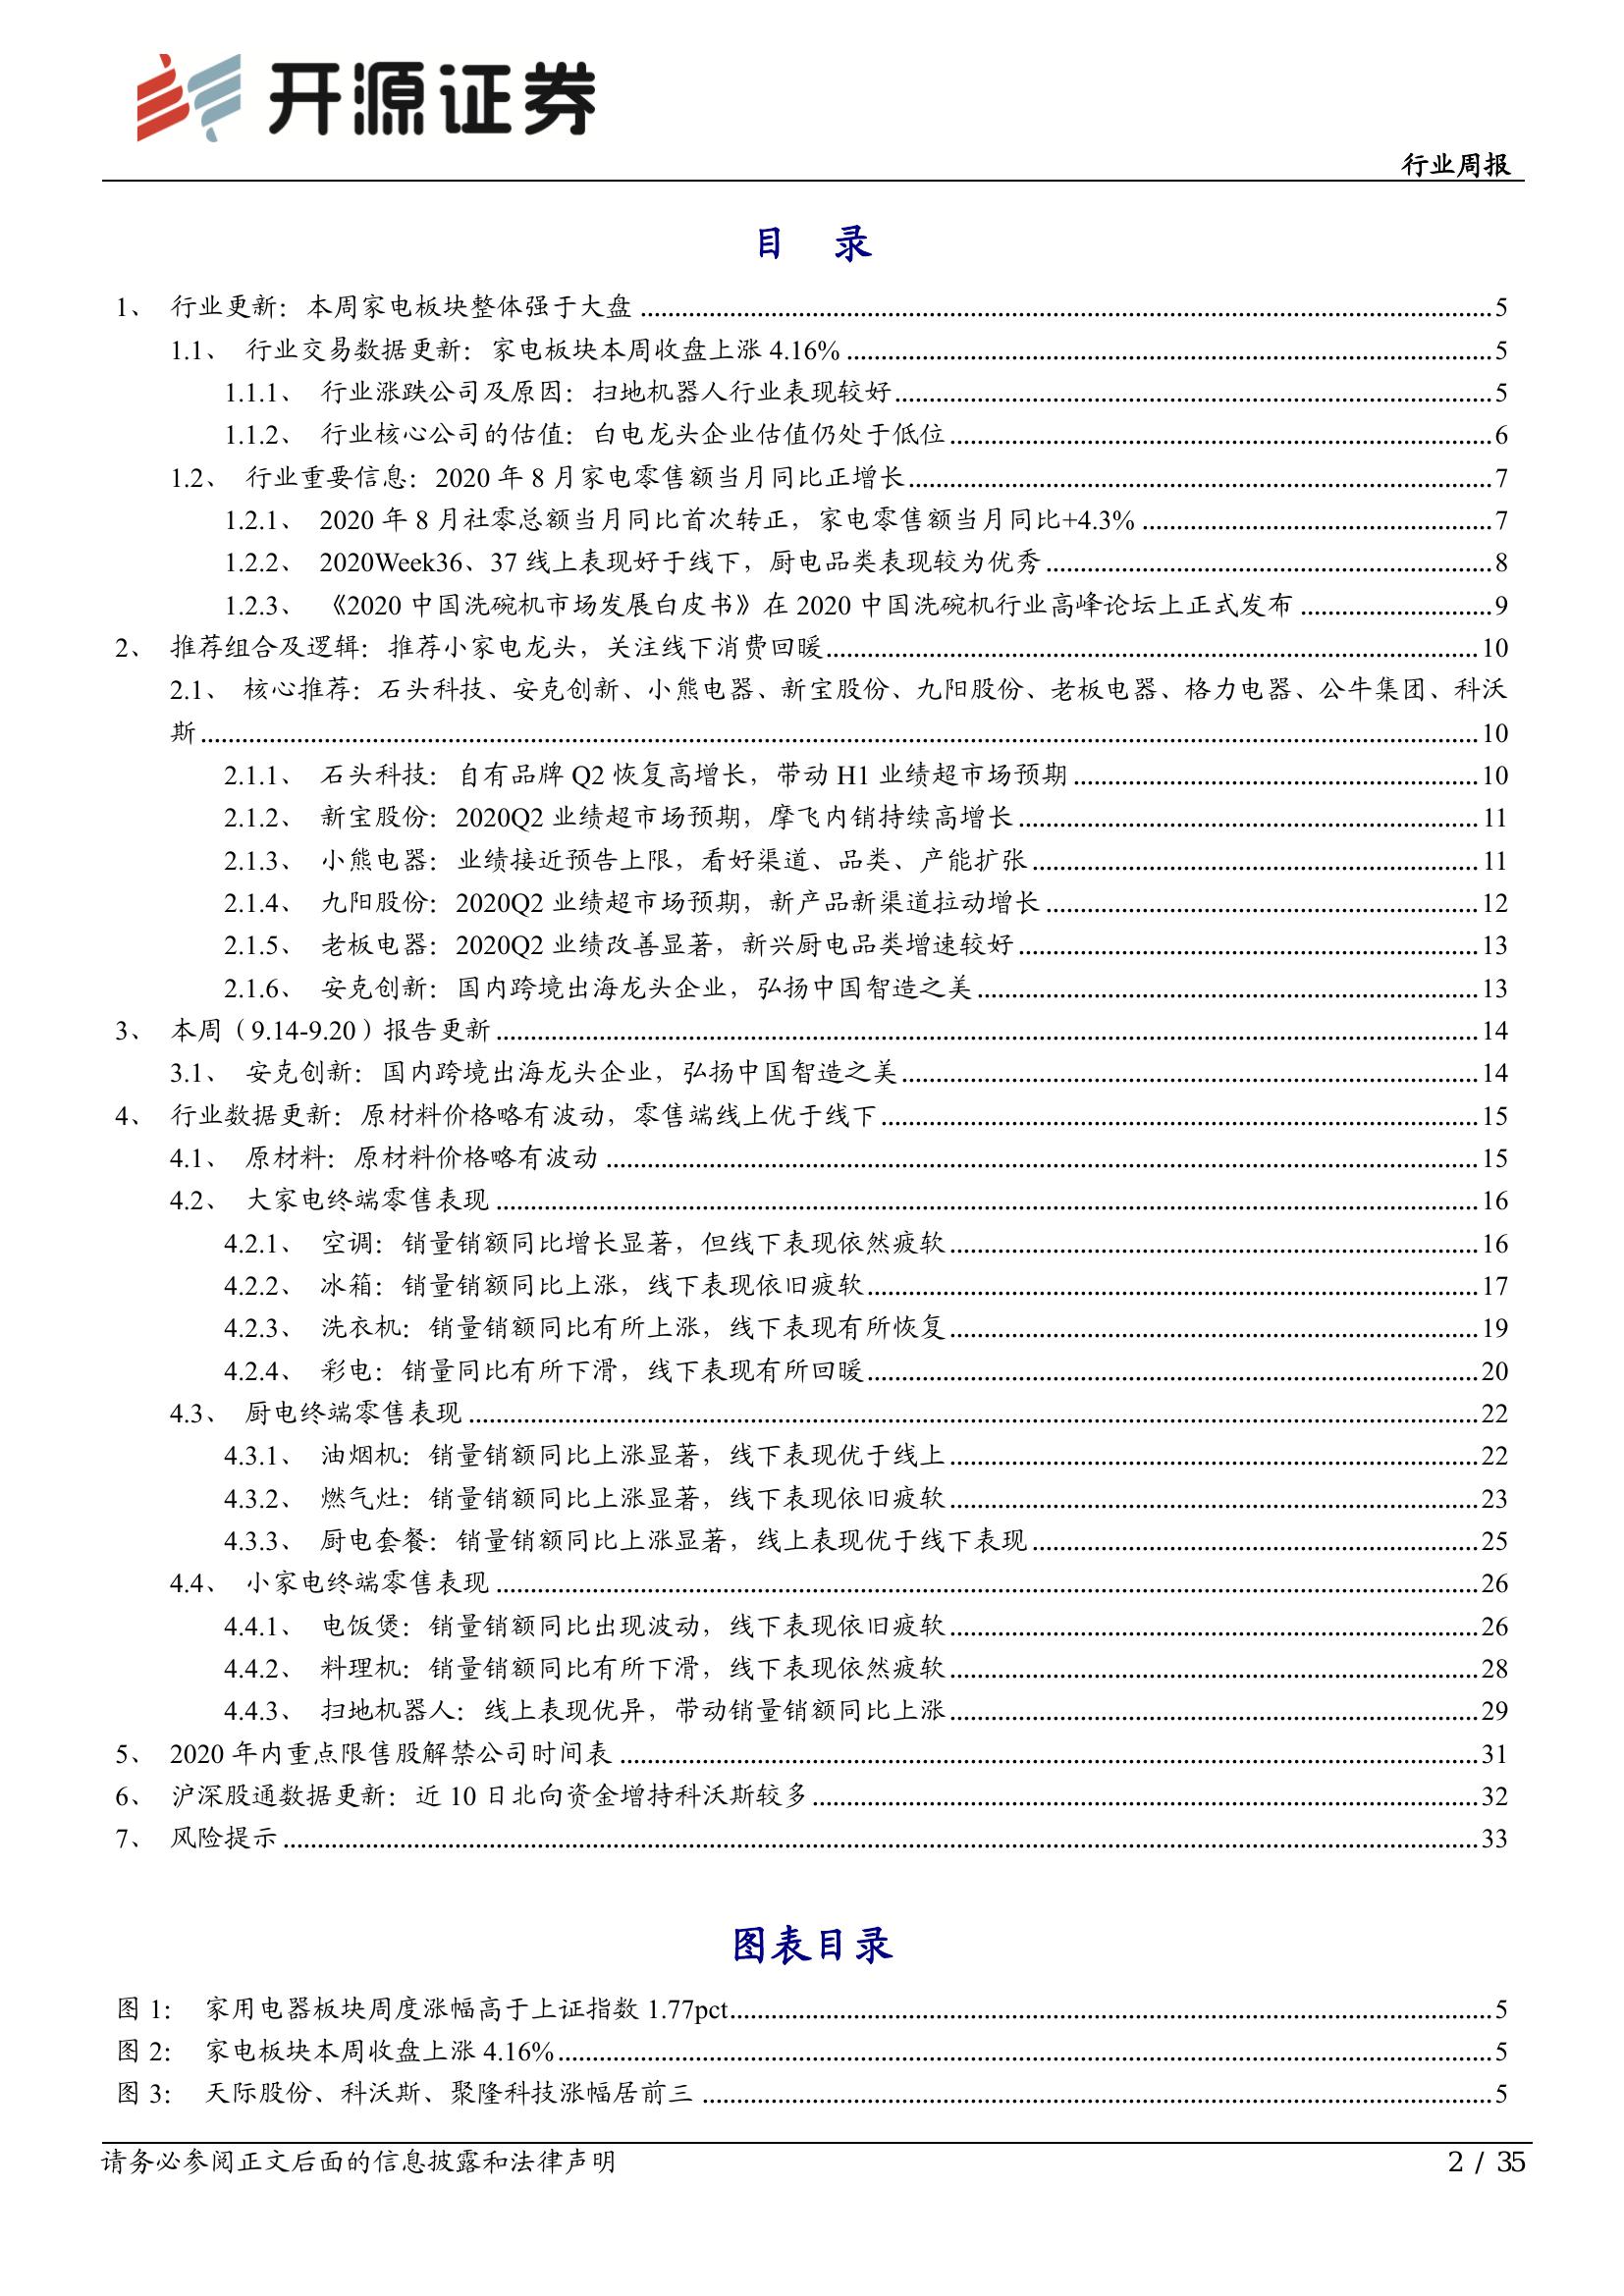 开源证券
行业周报
目 录
1、 行业更新：本周家电板块整体强于大盘 5
1.1、 行业交易数据更新：家电板块本周收盘上涨 4.16% 5
1.1.1、 行业涨跌公司及原因：扫地机器人行业表现较好 5
1.1.2、 行业核心公司的估值：白电龙头企业估值仍处于低位 6
1.2、 行业重要信息：2020 年 8 月家电零售额当月同比正增长 7
1.2.1、 2020 年 8 月社零总额当月同比首次转正，家电零售额当月同比+4.3% 7
1.2.2、 2020Week36、37 线上表现好于线下，厨电品类表现较为优秀 8
1.2.3、 《2020 中国洗碗机市场发展白皮书》在 2020 中国洗碗机行业高峰论坛上正式发布 9
2、 推荐组合及逻辑：推荐小家电龙头，关注线下消费回暖 10
2.1、 核心推荐：石头科技、安克创新、小熊电器、新宝股份、九阳股份、老板电器、格力电器、公牛集团、科沃
斯 10
2.1.1、 石头科技：自有品牌 Q2 恢复高增长，带动 H1 业绩超市场预期 10
2.1.2、 新宝股份：2020Q2 业绩超市场预期，摩飞内销持续高增长 11
2.1.3、 小熊电器：业绩接近预告上限，看好渠道、品类、产能扩张 11
2.1.4、 九阳股份：2020Q2 业绩超市场预期，新产品新渠道拉动增长 12
2.1.5、 老板电器：2020Q2 业绩改善显著，新兴厨电品类增速较好 13
2.1.6、 安克创新：国内跨境出海龙头企业，弘扬中国智造之美 13
3、 本周（9.14-9.20）报告更新 14
3.1、 安克创新：国内跨境出海龙头企业，弘扬中国智造之美 14
4、 行业数据更新：原材料价格略有波动，零售端线上优于线下 15
4.1、 原材料：原材料价格略有波动 15
4.2、 大家电终端零售表现 16
4.2.1、 空调：销量销额同比增长显著，但线下表现依然疲软 16
4.2.2、 冰箱：销量销额同比上涨，线下表现依旧疲软 17
4.2.3、 洗衣机：销量销额同比有所上涨，线下表现有所恢复 19
4.2.4、 彩电：销量同比有所下滑，线下表现有所回暖 20
4.3、 厨电终端零售表现 22
4.3.1、 油烟机：销量销额同比上涨显著，线下表现优于线上 22
4.3.2、 燃气灶：销量销额同比上涨显著，线下表现依旧疲软 23
4.3.3、 厨电套餐：销量销额同比上涨显著，线上表现优于线下表现 25
4.4、 小家电终端零售表现 26
4.4.1、 电饭煲：销量销额同比出现波动，线下表现依旧疲软 26
4.4.2、 料理机：销量销额同比有所下滑，线下表现依然疲软 28
4.4.3、 扫地机器人：线上表现优异，带动销量销额同比上涨 29
5、 2020 年内重点限售股解禁公司时间表 31
6、 沪深股通数据更新：近 10 日北向资金增持科沃斯较多 32
7、 风险提示 33
图表目录
图 1： 家用电器板块周度涨幅高于上证指数 1.77pct 5
图 2： 家电板块本周收盘上涨 4.16% 5
图 3： 天际股份、科沃斯、聚隆科技涨幅居前三 5
请务必参阅正文后面的信息披露和法律声明 2 / 35